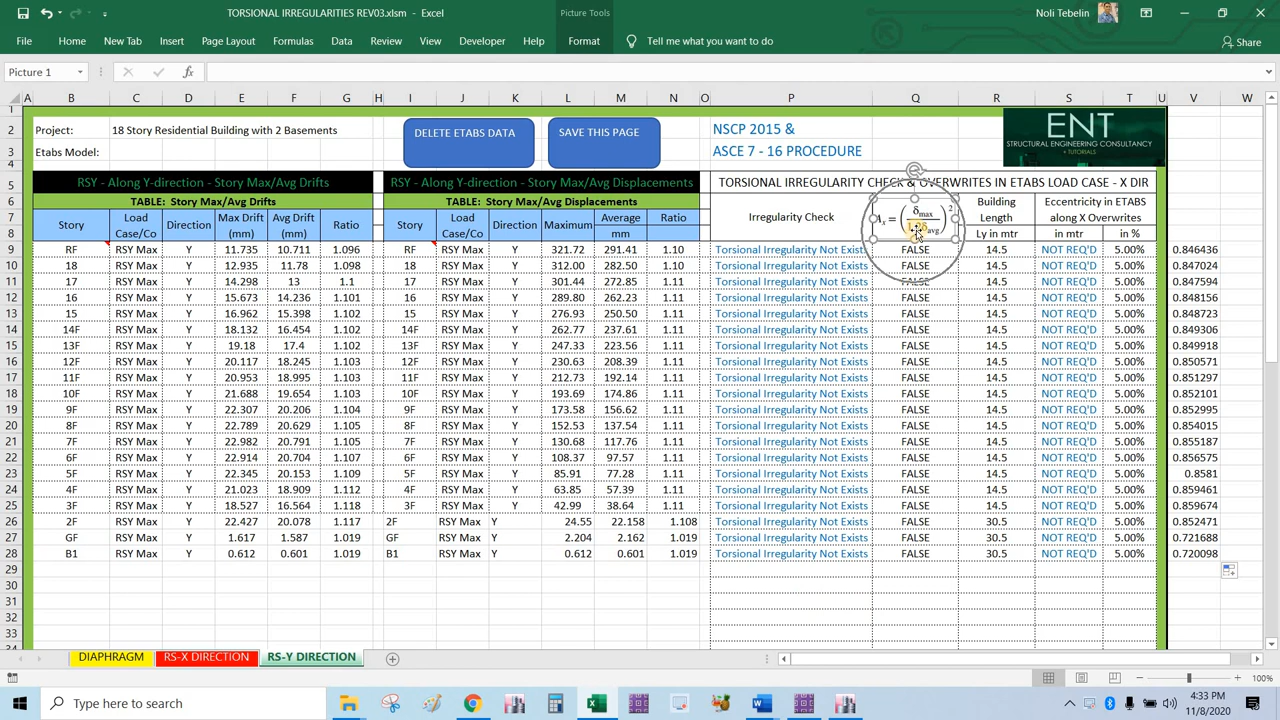 TORSIONAL IRREGULARITIES REV03.xlsm - Excel Picture Tools Noli Tebelin
File Home New Tab Insert Page Layout Formulas Data Review View Developer Help Format Tell me what you want to do Share
Picture 1 fx
A B C D E F G H I J K L M N O P Q R S T U V W
1
2 Project: 18 Story Residential Building with 2 Basements DELETE ETABS DATA SAVE THIS PAGE NSCP 2015 & ENT
3 Etabs Model: ASCE 7 - 16 PROCEDURE STRUCTURAL ENGINEERING CONSULTANCY
+ TUTORIALS
4
5 RSY - Along Y-direction - Story Max/Avg Drifts RSY - Along Y-direction - Story Max/Avg Displacements TORSIONAL IRREGULARITY CHECK & OVERWRITES IN ETABS LOAD CASE - X DIR
6 TABLE: Story Max/Avg Drifts TABLE: Story Max/Avg Displacements Building Eccentricity in ETABS
7 Story Load Direction Max Drift Avg Drift Ratio Story Load Direction Maximum Average Ratio Irregularity Check Ax = (δmax / avg)2 Length along X Overwrites
8 Case/Co (mm) (mm) Case/Co mm Ly in mtr in mtr in %
9 RF RSY Max Y 11.735 10.711 1.096 RF RSY Max Y 321.72 291.41 1.10 Torsional Irregularity Not Exists FALSE 14.5 NOT REQ'D 5.00% 0.846436
10 18 RSY Max Y 12.935 11.78 1.098 18 RSY Max Y 312.00 282.50 1.10 Torsional Irregularity Not Exists FALSE 14.5 NOT REQ'D 5.00% 0.847024
11 17 RSY Max Y 14.298 13 1.1 17 RSY Max Y 301.44 272.85 1.10 Torsional Irregularity Not Exists FALSE 14.5 NOT REQ'D 5.00% 0.847594
12 16 RSY Max Y 15.673 14.236 1.101 16 RSY Max Y 289.80 262.23 1.11 Torsional Irregularity Not Exists FALSE 14.5 NOT REQ'D 5.00% 0.848156
13 15 RSY Max Y 16.962 15.398 1.102 15 RSY Max Y 276.93 250.50 1.11 Torsional Irregularity Not Exists FALSE 14.5 NOT REQ'D 5.00% 0.848723
14 14F RSY Max Y 18.132 16.454 1.102 14F RSY Max Y 262.77 237.61 1.11 Torsional Irregularity Not Exists FALSE 14.5 NOT REQ'D 5.00% 0.849306
15 13F RSY Max Y 19.18 17.4 1.102 13F RSY Max Y 247.33 223.56 1.11 Torsional Irregularity Not Exists FALSE 14.5 NOT REQ'D 5.00% 0.849918
16 12F RSY Max Y 20.117 18.245 1.103 12F RSY Max Y 230.63 208.39 1.11 Torsional Irregularity Not Exists FALSE 14.5 NOT REQ'D 5.00% 0.850571
17 11F RSY Max Y 20.953 18.995 1.103 11F RSY Max Y 212.73 192.14 1.11 Torsional Irregularity Not Exists FALSE 14.5 NOT REQ'D 5.00% 0.851297
18 10F RSY Max Y 21.688 19.654 1.103 10F RSY Max Y 193.69 174.86 1.11 Torsional Irregularity Not Exists FALSE 14.5 NOT REQ'D 5.00% 0.852101
19 9F RSY Max Y 22.307 20.206 1.104 9F RSY Max Y 173.58 156.62 1.11 Torsional Irregularity Not Exists FALSE 14.5 NOT REQ'D 5.00% 0.852995
20 8F RSY Max Y 22.789 20.629 1.105 8F RSY Max Y 152.53 137.54 1.11 Torsional Irregularity Not Exists FALSE 14.5 NOT REQ'D 5.00% 0.854015
21 7F RSY Max Y 22.982 20.791 1.105 7F RSY Max Y 130.68 117.76 1.11 Torsional Irregularity Not Exists FALSE 14.5 NOT REQ'D 5.00% 0.855187
22 6F RSY Max Y 22.914 20.704 1.107 6F RSY Max Y 108.37 97.57 1.11 Torsional Irregularity Not Exists FALSE 14.5 NOT REQ'D 5.00% 0.856575
23 5F RSY Max Y 22.345 20.153 1.109 5F RSY Max Y 85.91 77.28 1.11 Torsional Irregularity Not Exists FALSE 14.5 NOT REQ'D 5.00% 0.8581
24 4F RSY Max Y 21.023 18.909 1.112 4F RSY Max Y 63.85 57.39 1.11 Torsional Irregularity Not Exists FALSE 14.5 NOT REQ'D 5.00% 0.859461
25 3F RSY Max Y 18.527 16.564 1.118 3F RSY Max Y 42.99 38.64 1.11 Torsional Irregularity Not Exists FALSE 14.5 NOT REQ'D 5.00% 0.859674
26 2F RSY Max Y 22.427 20.078 1.117 2F RSY Max Y 24.55 22.158 1.108 Torsional Irregularity Not Exists FALSE 30.5 NOT REQ'D 5.00% 0.852471
27 GF RSY Max Y 1.617 1.587 1.019 GF RSY Max Y 2.204 2.162 1.019 Torsional Irregularity Not Exists FALSE 30.5 NOT REQ'D 5.00% 0.721688
28 B1 RSY Max Y 0.612 0.601 1.019 B1 RSY Max Y 0.612 0.601 1.019 Torsional Irregularity Not Exists FALSE 30.5 NOT REQ'D 5.00% 0.720098
29
30
31
32
33
DIAPHRAGM RS-X DIRECTION RS-Y DIRECTION
100%
Type here to search 4:33 PM
11/8/2020